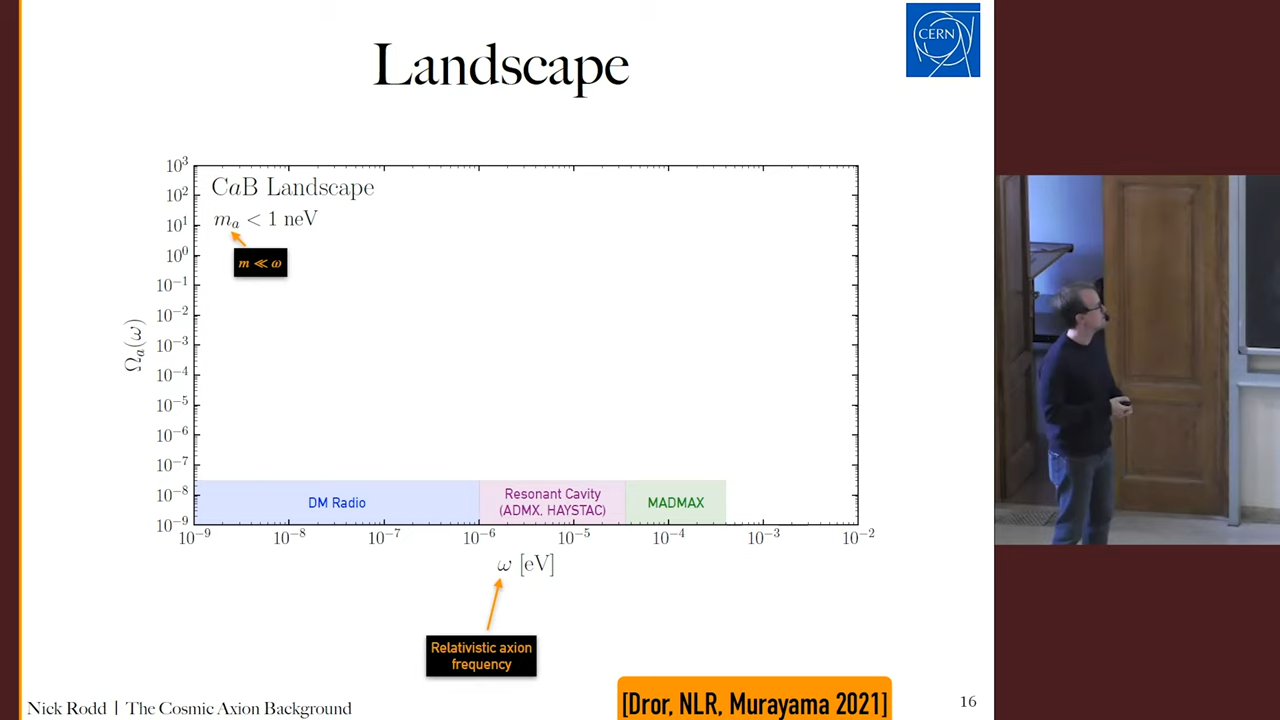 Landscape
CERN
10³
10²
10¹
10⁰
10⁻¹
10⁻²
10⁻³
10⁻⁴
10⁻⁵
10⁻⁶
10⁻⁷
10⁻⁸
10⁻⁹
Ωₐ(ω)
CaB Landscape
mₐ < 1 neV
m ≪ ω
DM Radio
Resonant Cavity
(ADMX, HAYSTAC)
MADMAX
10⁻⁹ 10⁻⁸ 10⁻⁷ 10⁻⁶ 10⁻⁵ 10⁻⁴ 10⁻³ 10⁻²
ω [eV]
Relativistic axion
frequency
[Dror, NLR, Murayama 2021]
Nick Rodd | The Cosmic Axion Background
16